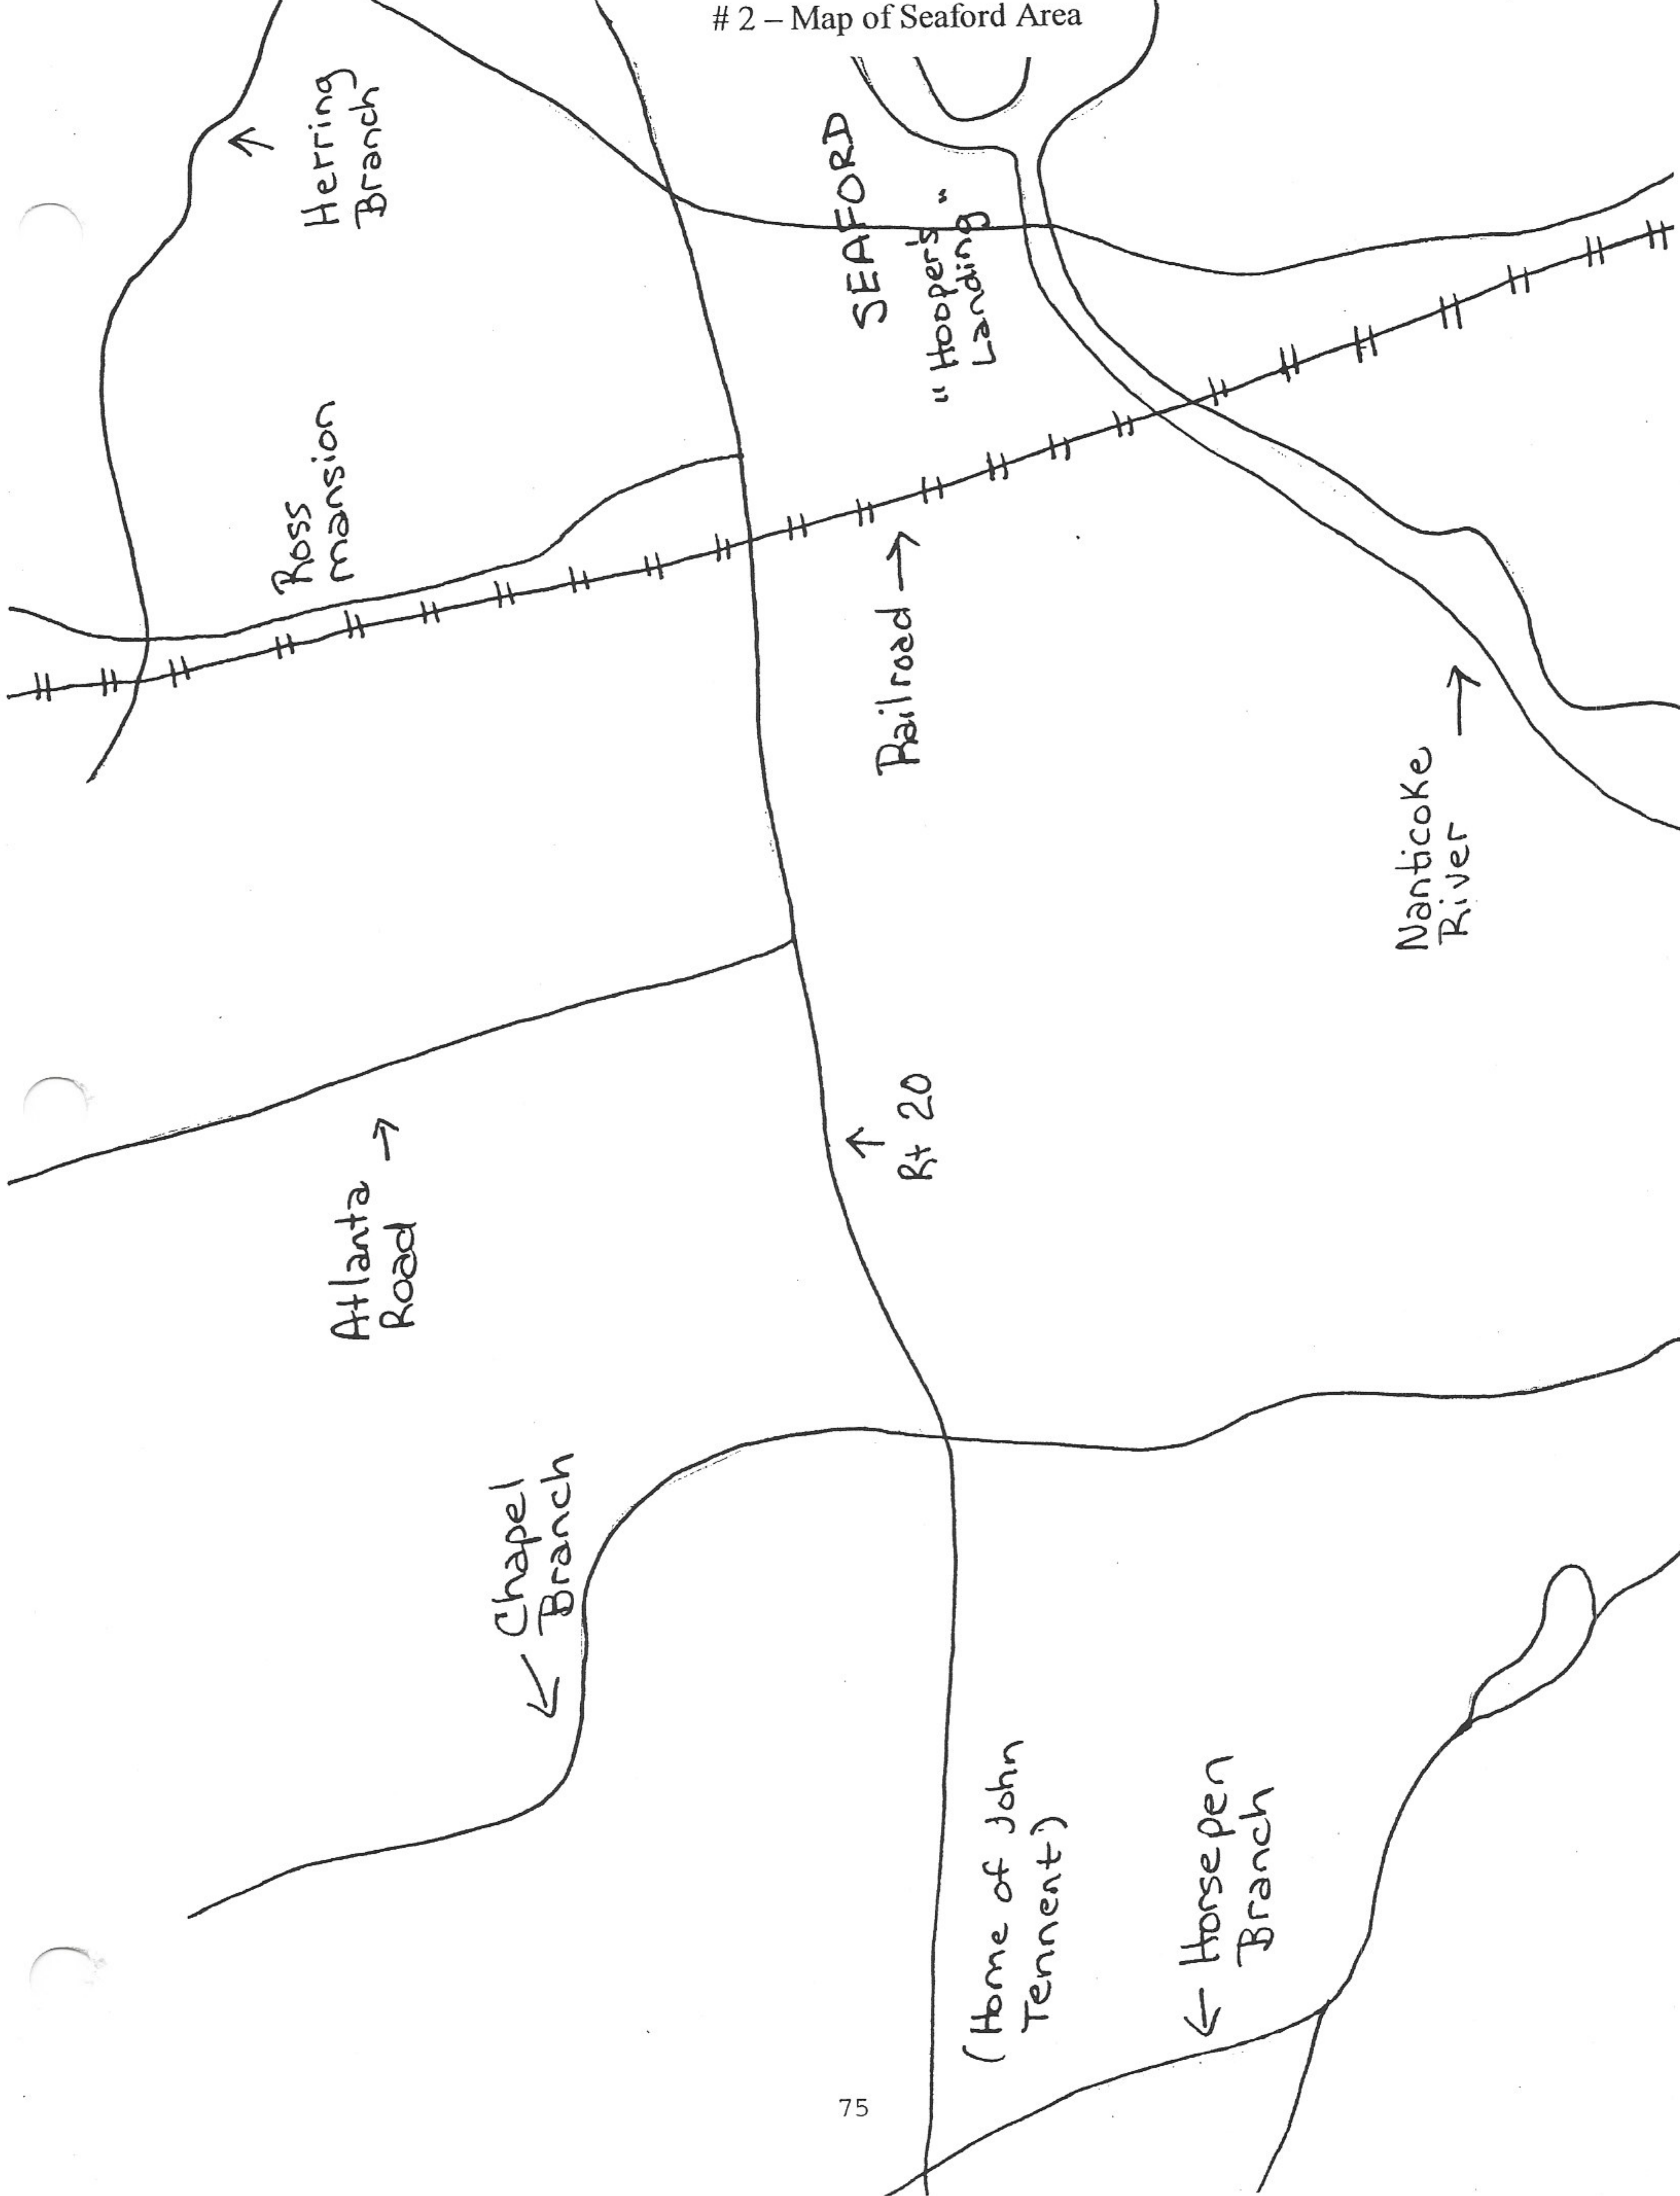 # 2 – Map of Seaford Area
Herring
Branch
SEAFORD
"Hoopers"
Landing
Ross
mansion
Railroad →
Nanticoke
River →
↑
Rt 20
Atlanta →
Road
← Chapel
Branch
(Home of John
Tennent)
← Horsepen
Branch
75